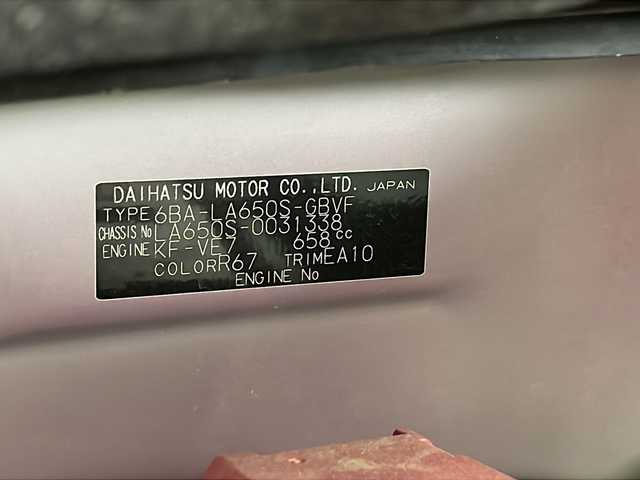 DAIHATSU MOTOR CO.,LTD. JAPAN
TYPE 6BA-LA650S-GBVF
CHASSIS No LA650S-0031338
ENGINE KF-VE7 658cc
COLOR R67 TRIM EA10
ENGINE No